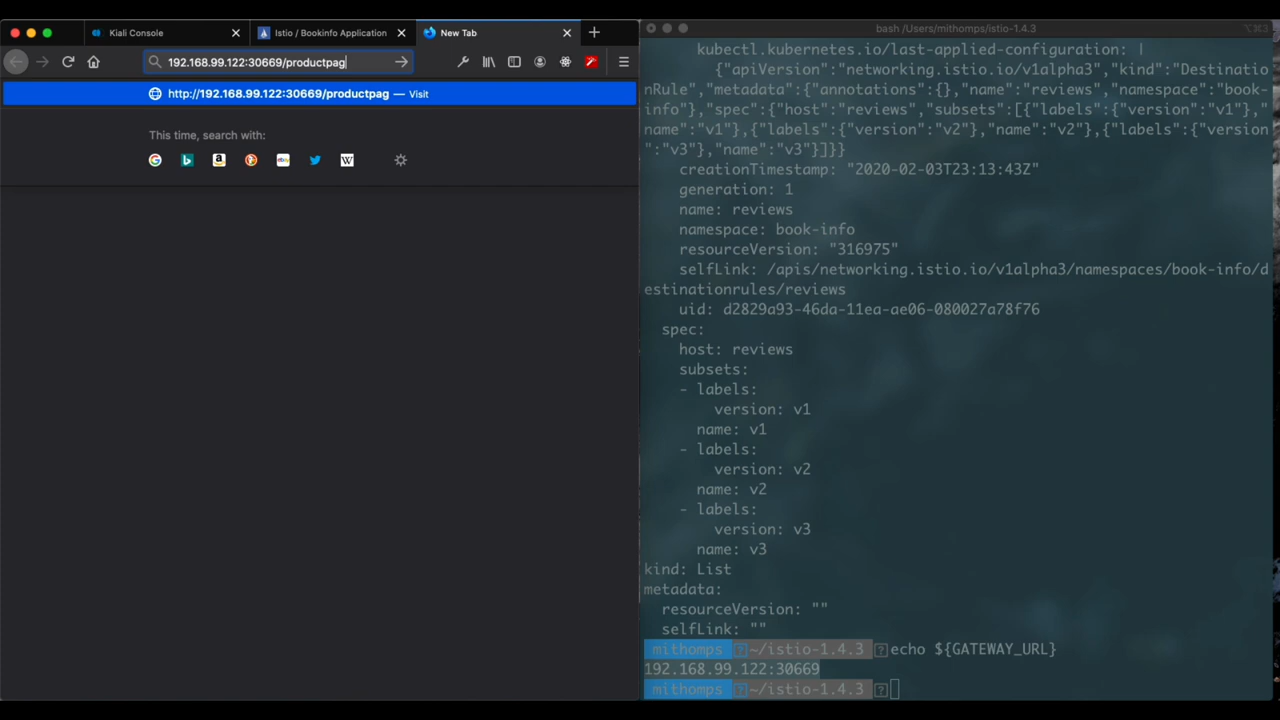 Kiali Console
Istio / Bookinfo Application
New Tab
192.168.99.122:30669/productpag
http://192.168.99.122:30669/productpag — Visit
This time, search with:
bash /Users/mithomps/istio-1.4.3
⌥⌘3
kubectl.kubernetes.io/last-applied-configuration: |
{"apiVersion":"networking.istio.io/v1alpha3","kind":"Destinatio
nRule","metadata":{"annotations":{},"name":"reviews","namespace":"book-
info"},"spec":{"host":"reviews","subsets":[{"labels":{"version":"v1"},"
name":"v1"},{"labels":{"version":"v2"},"name":"v2"},{"labels":{"version
":"v3"},"name":"v3"}]}}
creationTimestamp: "2020-02-03T23:13:43Z"
generation: 1
name: reviews
namespace: book-info
resourceVersion: "316975"
selfLink: /apis/networking.istio.io/v1alpha3/namespaces/book-info/d
estinationrules/reviews
uid: d2829a93-46da-11ea-ae06-080027a78f76
spec:
host: reviews
subsets:
- labels:
version: v1
name: v1
- labels:
version: v2
name: v2
- labels:
version: v3
name: v3
kind: List
metadata:
resourceVersion: ""
selfLink: ""
mithomps ~/istio-1.4.3 echo ${GATEWAY_URL}
192.168.99.122:30669
mithomps ~/istio-1.4.3